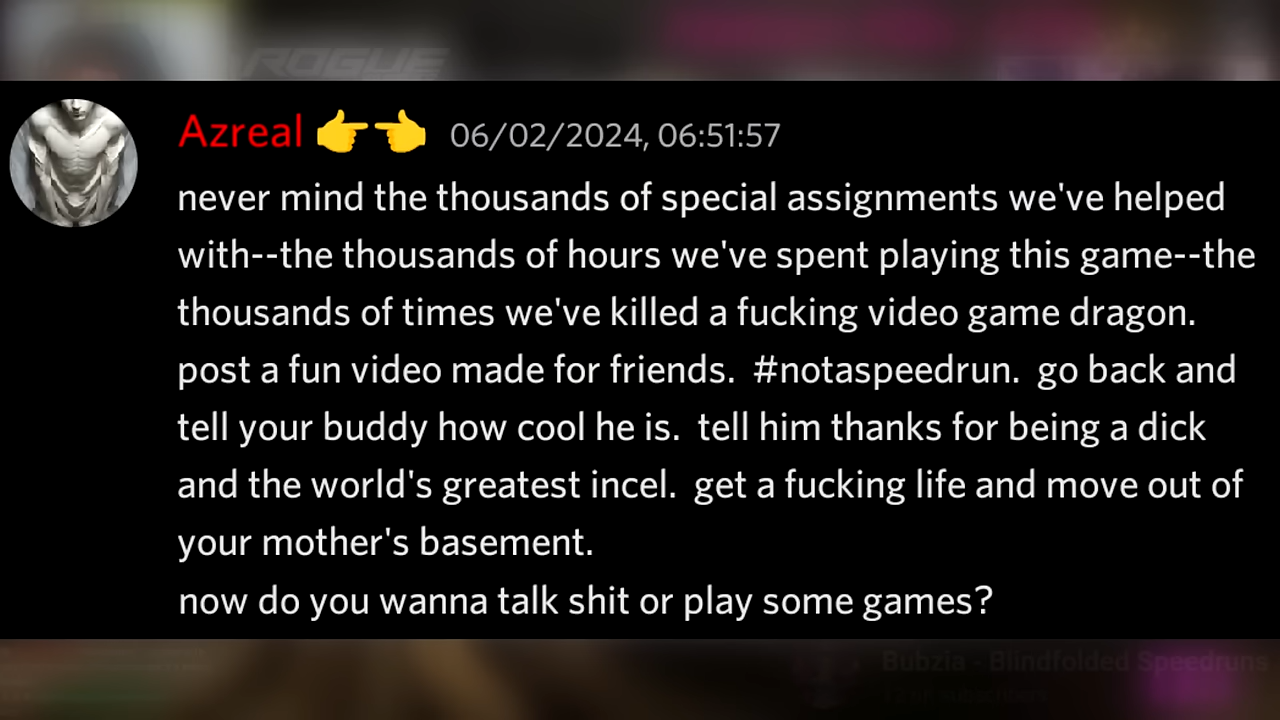 ROGUE
Azreal 👉👈 06/02/2024, 06:51:57
never mind the thousands of special assignments we've helped
with--the thousands of hours we've spent playing this game--the
thousands of times we've killed a fucking video game dragon.
post a fun video made for friends.  #notaspeedrun.  go back and
tell your buddy how cool he is.  tell him thanks for being a dick
and the world's greatest incel.  get a fucking life and move out of
your mother's basement.
now do you wanna talk shit or play some games?
Bubzia - Blindfolded Speedruns